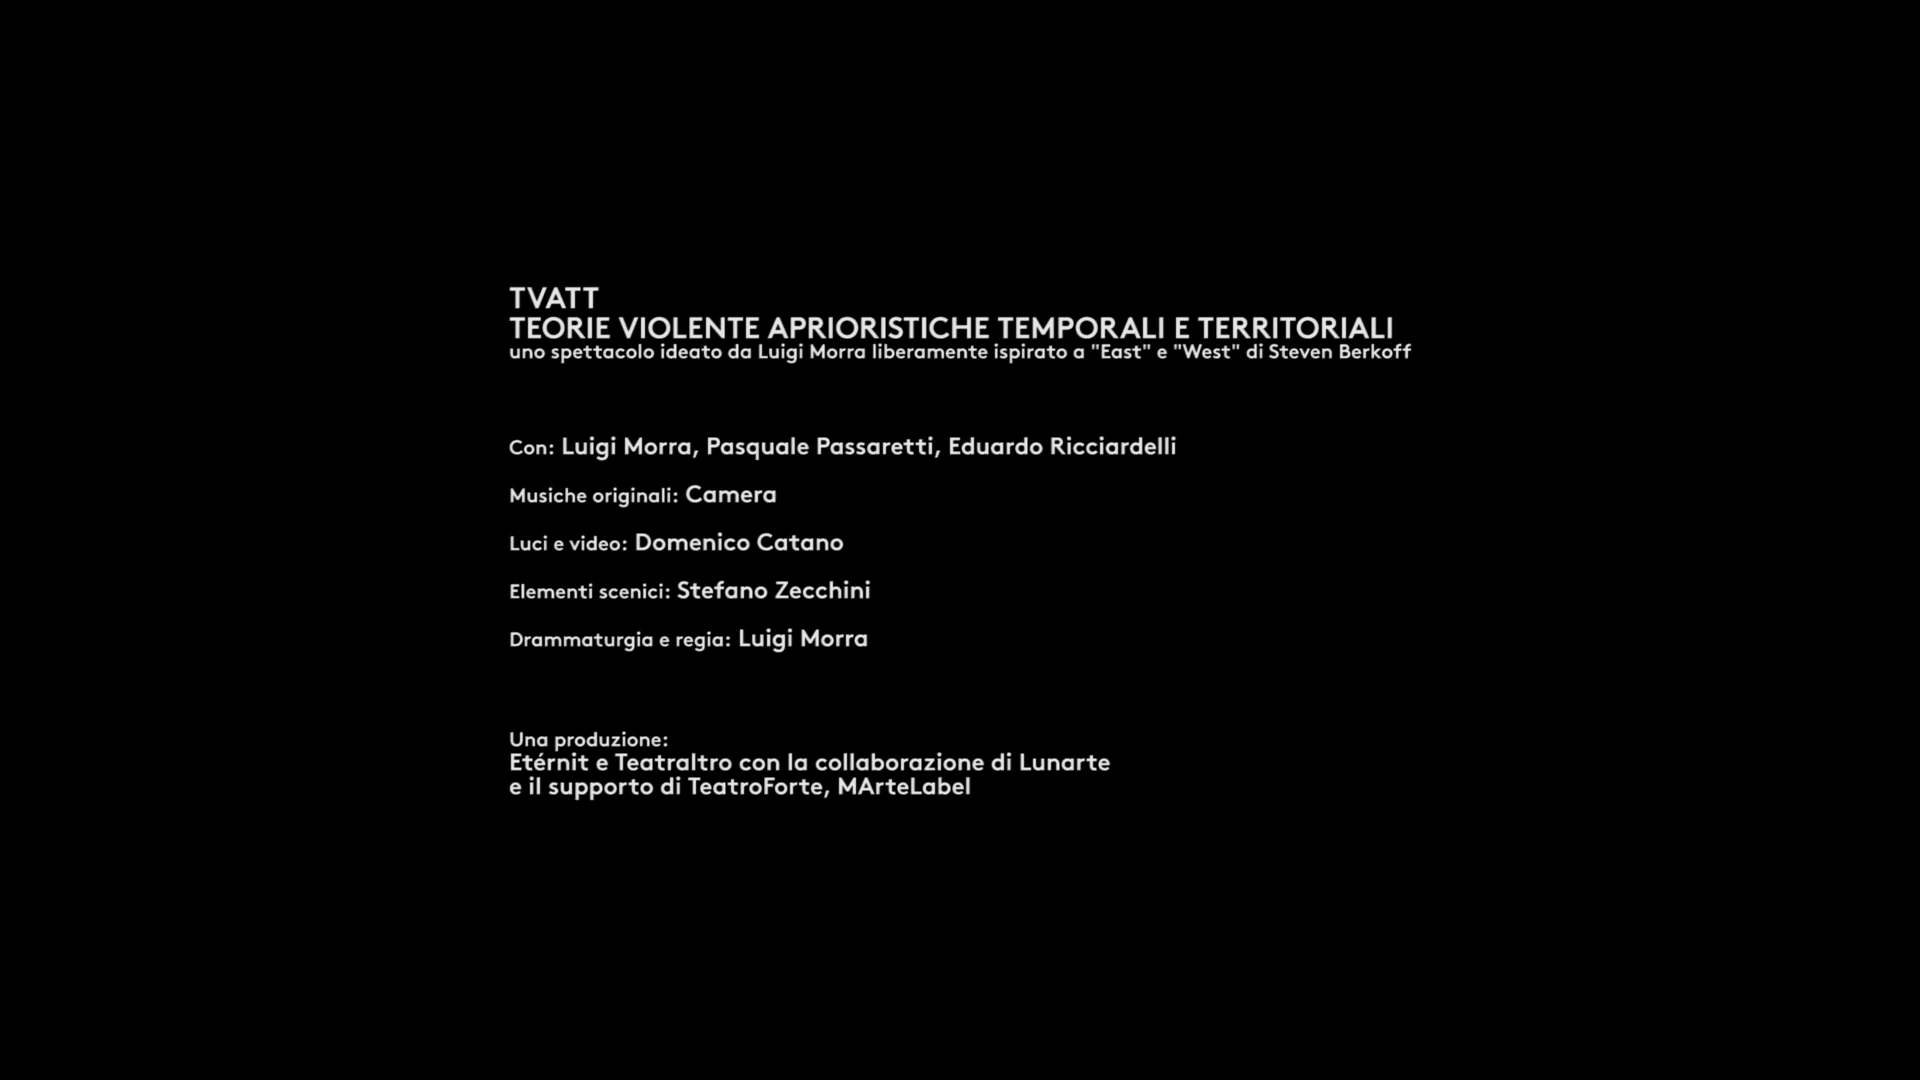 TVATT
TEORIE VIOLENTE APRIORISTICHE TEMPORALI E TERRITORIALI
uno spettacolo ideato da Luigi Morra liberamente ispirato a "East" e "West" di Steven Berkoff
Con: Luigi Morra, Pasquale Passaretti, Eduardo Ricciardelli
Musiche originali: Camera
Luci e video: Domenico Catano
Elementi scenici: Stefano Zecchini
Drammaturgia e regia: Luigi Morra
Una produzione:
Etérnit e Teatraltro con la collaborazione di Lunarte
e il supporto di TeatroForte, MArteLabel